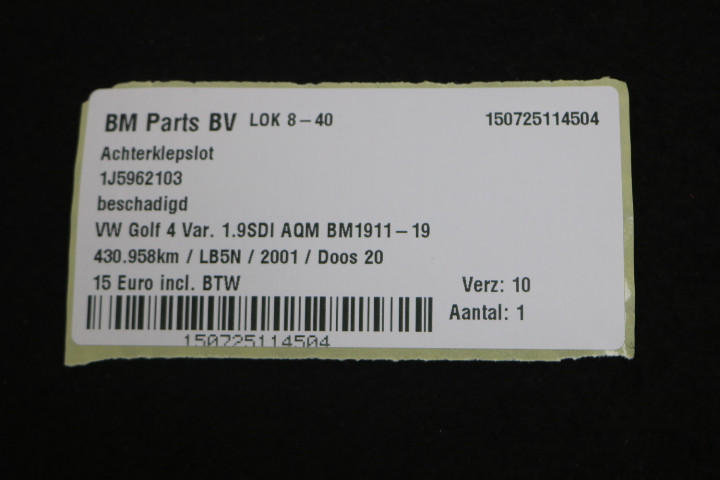 BM Parts BV LOK 8-40 150725114504
Achterklepslot
1J5962103
beschadigd
VW Golf 4 Var. 1.9SDI AQM BM1911-19
430.958km / LB5N / 2001 / Doos 20
15 Euro incl. BTW Verz: 10
Aantal: 1
150725114504